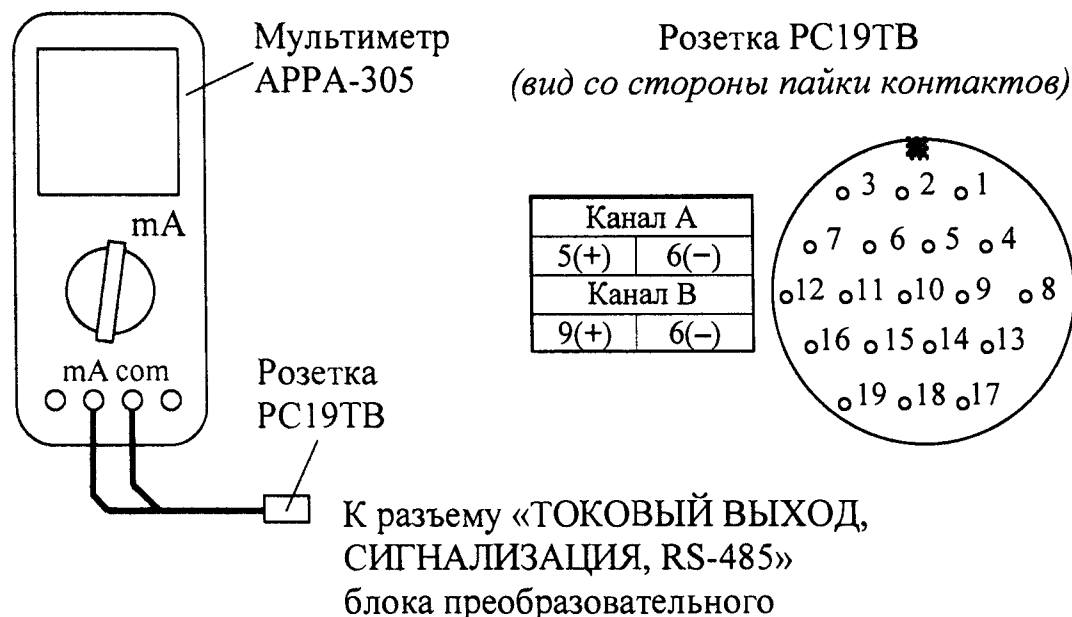 Мультиметр
APPA-305
Розетка РС19ТВ
(вид со стороны пайки контактов)
mA
mA com
Розетка
РС19ТВ
К разъему «ТОКОВЫЙ ВЫХОД,
СИГНАЛИЗАЦИЯ, RS-485»
блока преобразовательного
Канал А
5(+) 6(−)
Канал В
9(+) 6(−)
3 2 1
7 6 5 4
12 11 10 9 8
16 15 14 13
19 18 17